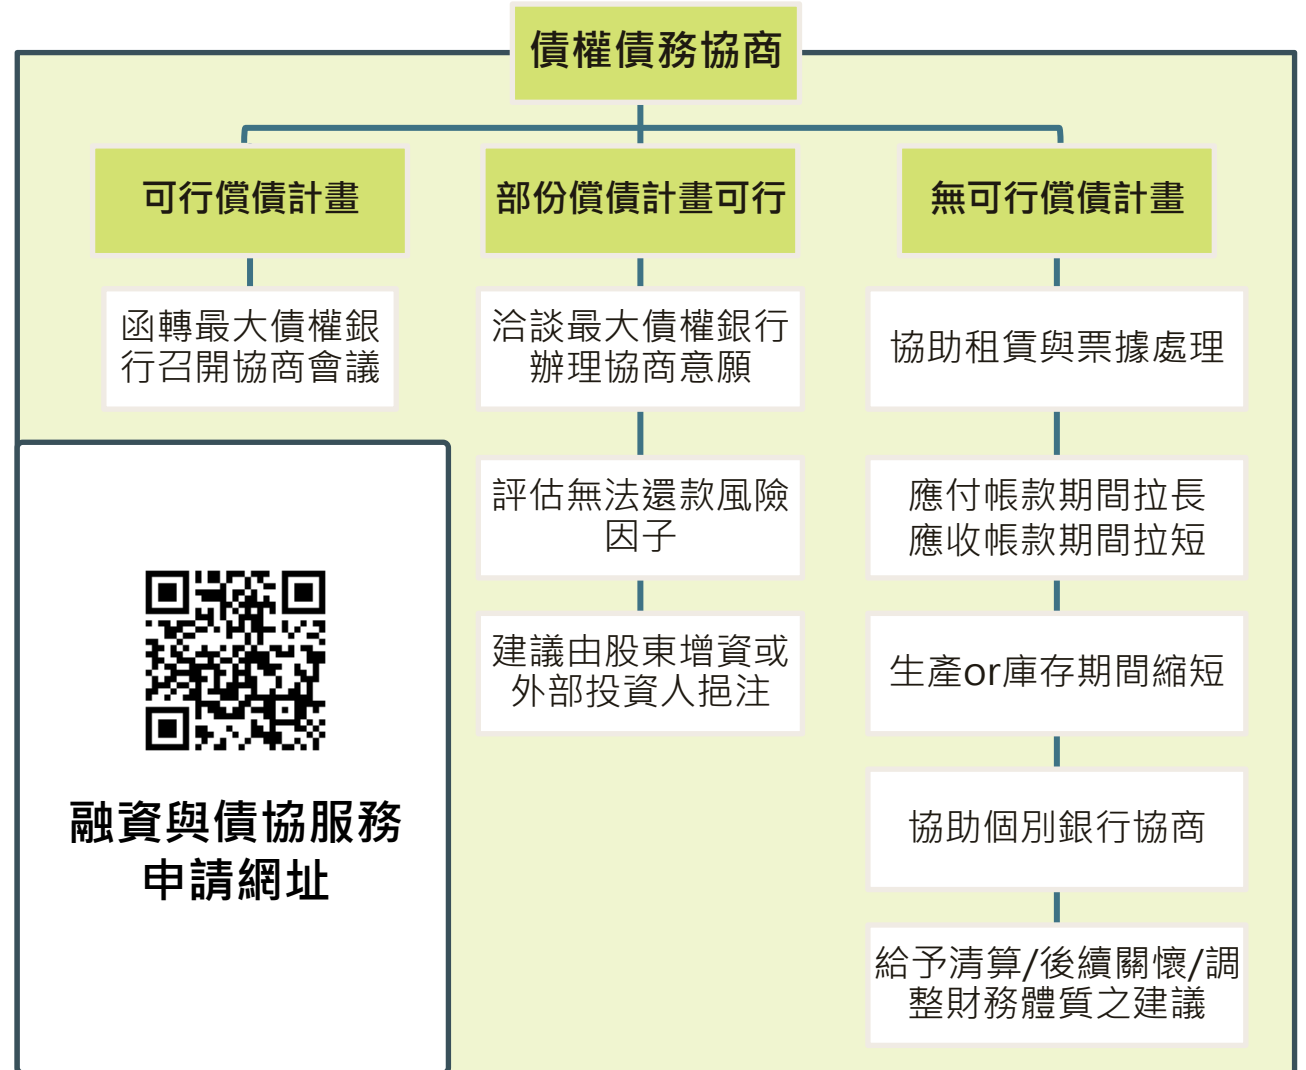 債權債務協商
可行償債計畫
函轉最大債權銀
行召開協商會議
部份償債計畫可行
洽談最大債權銀行
辦理協商意願
評估無法還款風險
因子
建議由股東增資或
外部投資人挹注
無可行償債計畫
協助租賃與票據處理
應付帳款期間拉長
應收帳款期間拉短
生產or庫存期間縮短
協助個別銀行協商
給予清算/後續關懷/調
整財務體質之建議
融資與債協服務
申請網址